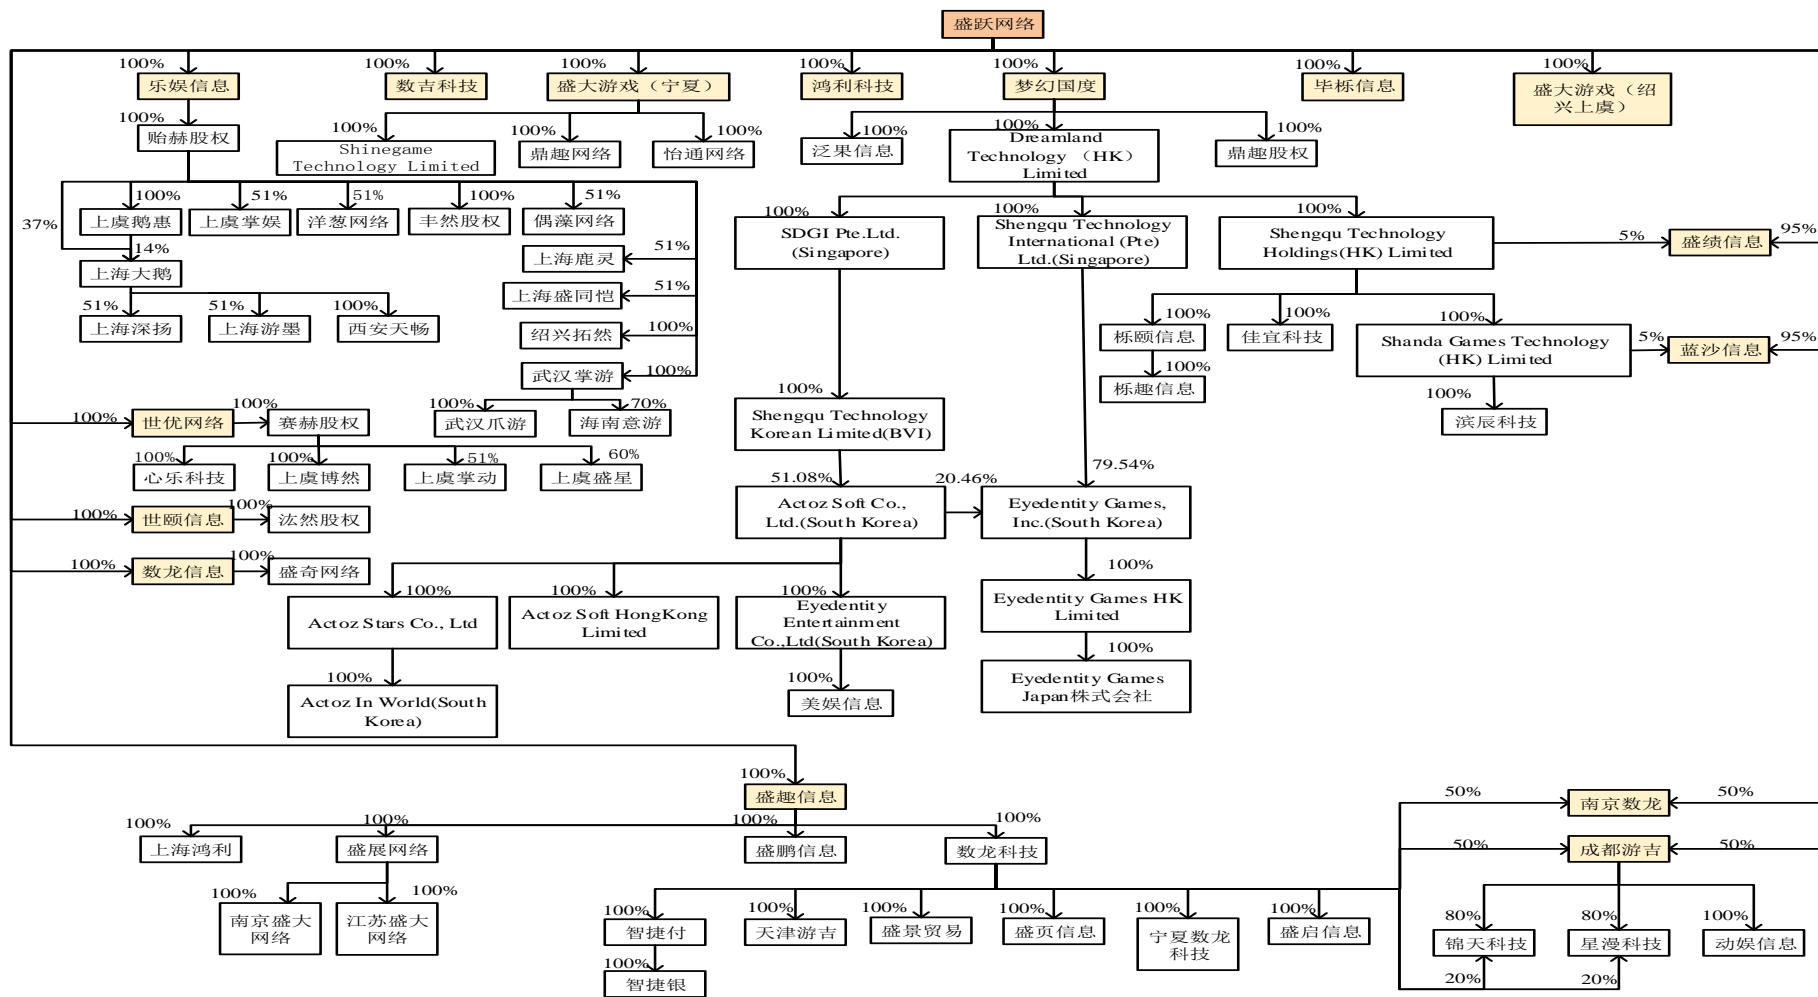 盛跃网络
100%
100%
100%
100%
100%
100%
100%
乐娱信息
数吉科技
盛大游戏（宁夏）
鸿利科技
梦幻国度
毕栎信息
盛大游戏（绍
兴上虞）
100%
贻赫股权
100%
Shinegame
Technology Limited
100%
鼎趣网络
100%
怡通网络
100%
泛果信息
100%
Dreamland
Technology （HK）
Limited
100%
鼎趣股权
37%
100%
上虞鹅惠
51%
上虞掌娱
51%
洋葱网络
100%
丰然股权
51%
偶藻网络
14%
上海大鹅
51%
上海深扬
51%
上海游墨
100%
西安天畅
51%
上海鹿灵
51%
上海盛同恺
100%
绍兴拓然
100%
武汉掌游
100%
武汉爪游
70%
海南意游
100%
SDGI Pte.Ltd.
(Singapore)
100%
Shengqu Technology
International (Pte)
Ltd.(Singapore)
100%
Shengqu Technology
Holdings(HK) Limited
5%
盛绩信息
95%
100%
栎颐信息
100%
佳宜科技
100%
Shanda Games Technology
(HK) Limited
5%
蓝沙信息
95%
100%
栎趣信息
100%
滨辰科技
100%
Shengqu Technology
Korean Limited(BVI)
100%
世优网络
100%
赛赫股权
100%
心乐科技
100%
上虞博然
51%
上虞掌动
60%
上虞盛星
100%
世颐信息
100%
浤然股权
100%
数龙信息
100%
盛奇网络
51.08%
Actoz Soft Co.,
Ltd.(South Korea)
20.46%
79.54%
Eyedentity Games,
Inc.(South Korea)
100%
Actoz Stars Co., Ltd
100%
Actoz Soft HongKong
Limited
100%
Eyedentity
Entertainment
Co.,Ltd(South Korea)
100%
Eyedentity Games HK
Limited
100%
Actoz In World(South
Korea)
100%
美娱信息
100%
Eyedentity Games
Japan株式会社
100%
盛趣信息
50%
南京数龙
50%
100%
上海鸿利
100%
盛展网络
100%
盛鹏信息
100%
数龙科技
50%
成都游吉
50%
100%
南京盛大
网络
100%
江苏盛大
网络
100%
智捷付
100%
天津游吉
100%
盛景贸易
100%
盛页信息
100%
宁夏数龙
科技
100%
盛启信息
80%
锦天科技
80%
星漫科技
100%
动娱信息
100%
智捷银
20%
20%